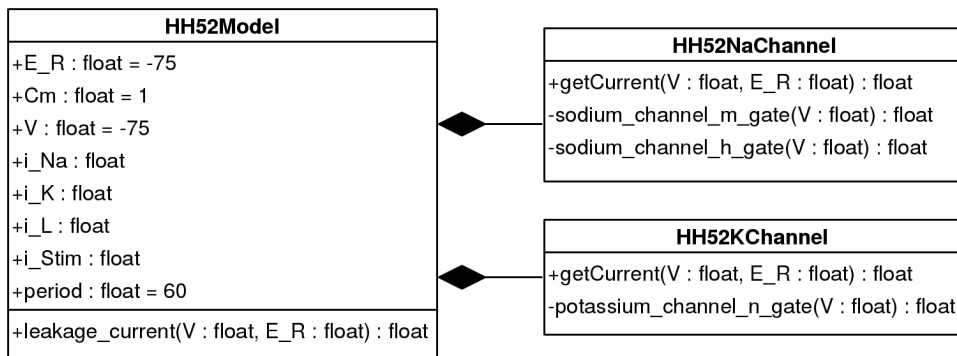 HH52Model
+E_R : float = -75
+Cm : float = 1
+V : float = -75
+i_Na : float
+i_K : float
+i_L : float
+i_Stim : float
+period : float = 60
+leakage_current(V : float, E_R : float) : float
HH52NaChannel
+getCurrent(V : float, E_R : float) : float
-sodium_channel_m_gate(V : float) : float
-sodium_channel_h_gate(V : float) : float
HH52KChannel
+getCurrent(V : float, E_R : float) : float
-potassium_channel_n_gate(V : float) : float